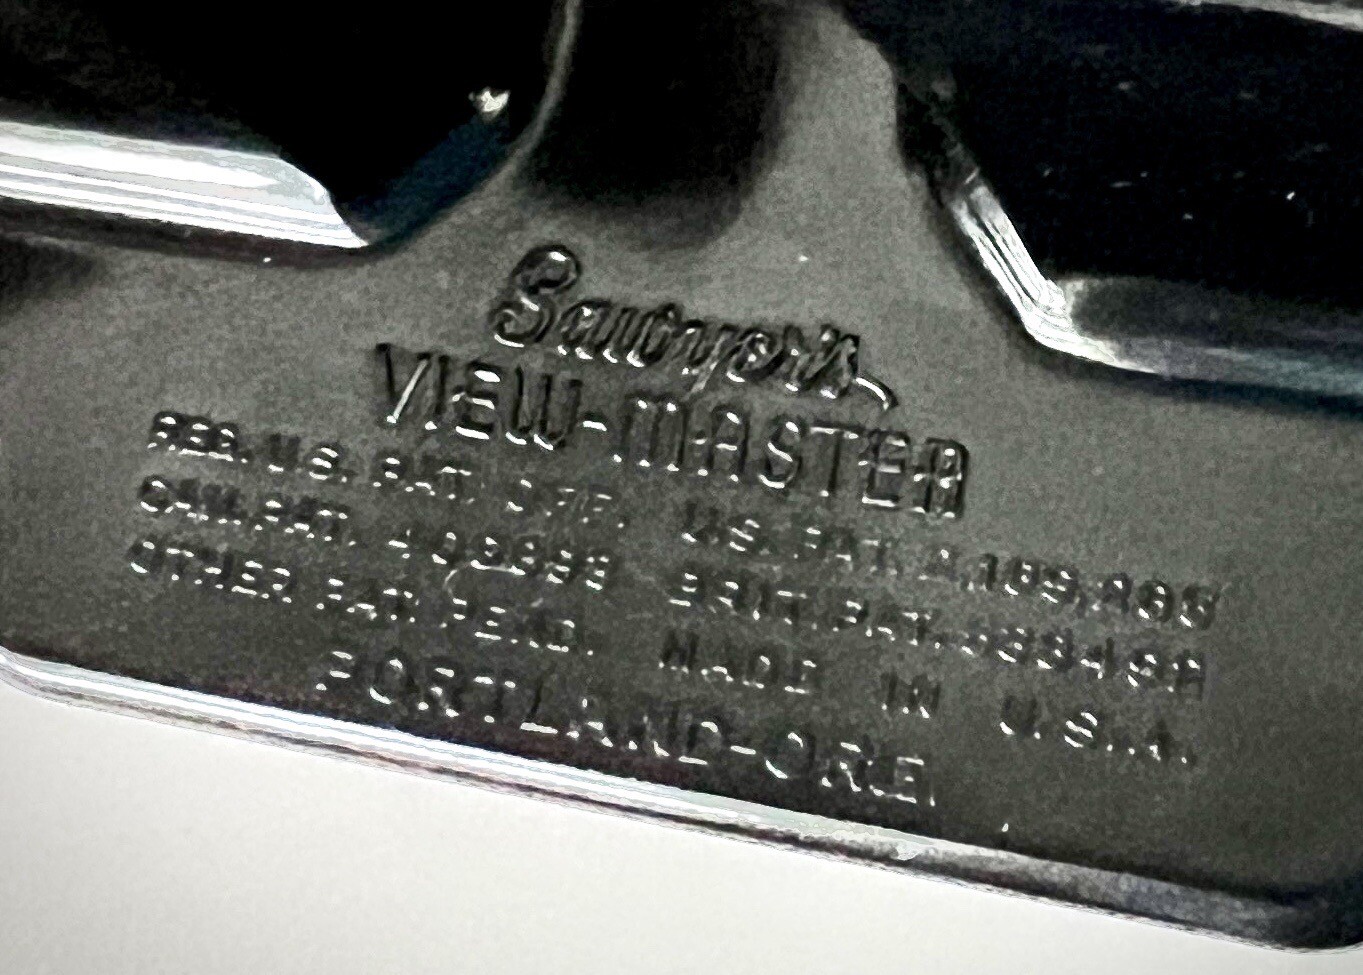 Sawyer's
VIEW-MASTER
REG. U.S. PAT. OFF. U.S. PAT. 2,189,285
CAN. PAT. BRIT. PAT.
OTHER PAT. PEND. MADE IN U.S.A.
PORTLAND-ORE.